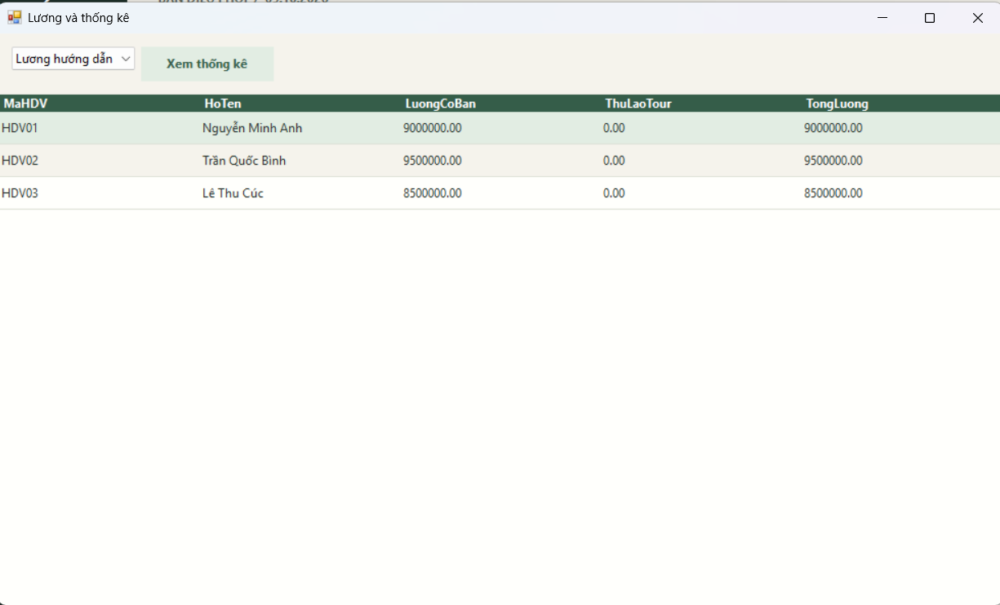 Lương và thống kê
Lương hướng dẫn
Xem thống kê
MaHDV HoTen LuongCoBan ThuLaoTour TongLuong
HDV01 Nguyễn Minh Anh 9000000.00 0.00 9000000.00
HDV02 Trần Quốc Bình 9500000.00 0.00 9500000.00
HDV03 Lê Thu Cúc 8500000.00 0.00 8500000.00